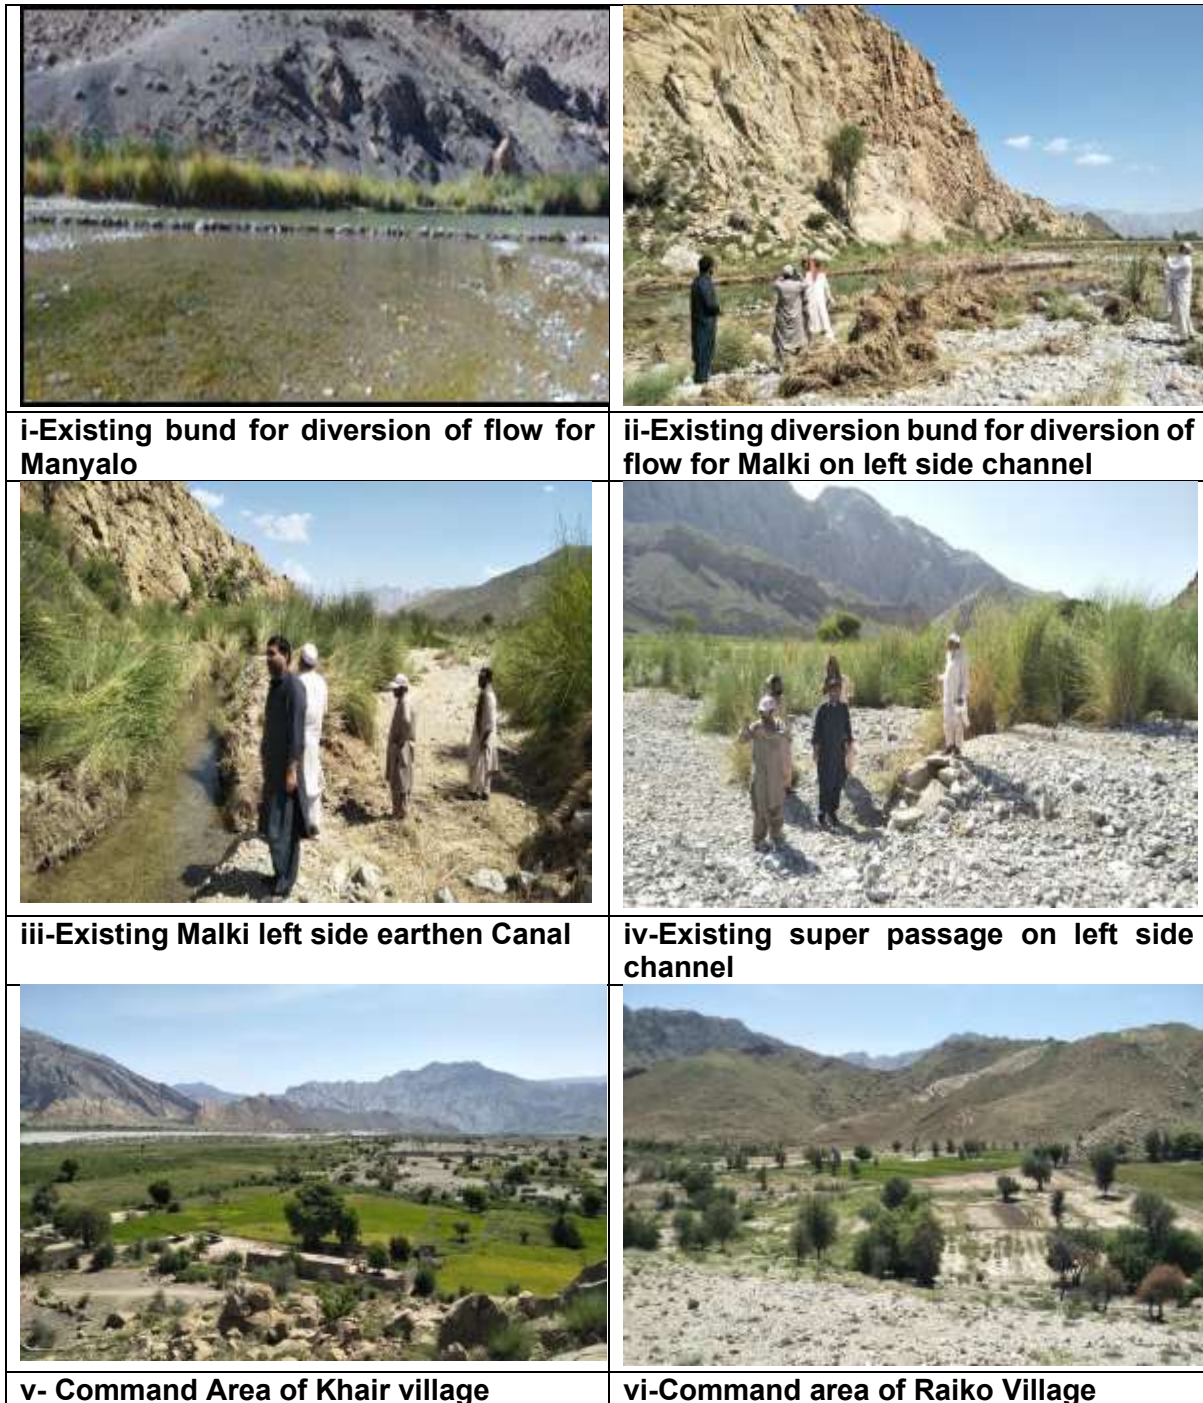 i-Existing bund for diversion of flow for
Manyalo
ii-Existing diversion bund for diversion of
flow for Malki on left side channel
iii-Existing Malki left side earthen Canal
iv-Existing super passage on left side
channel
v- Command Area of Khair village
vi-Command area of Raiko Village